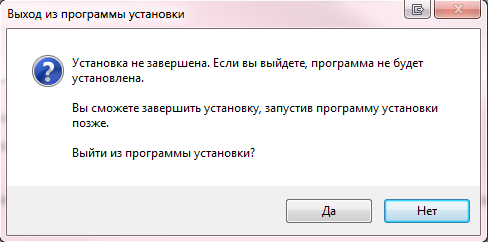 Выход из программы установки
Установка не завершена. Если вы выйдете, программа не будет
установлена.
Вы сможете завершить установку, запустив программу установки
позже.
Выйти из программы установки?
Да
Нет